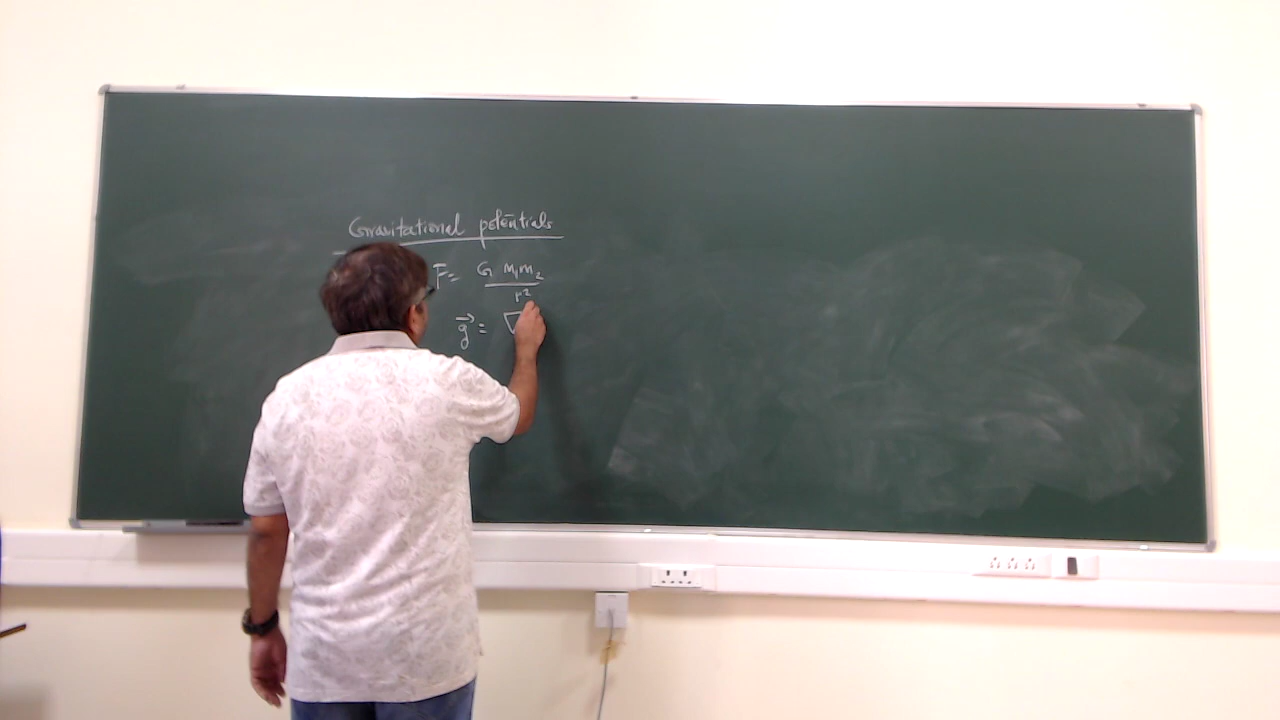 Gravitational potentials
F = G m₁m₂ / r²
g⃗ = ∇